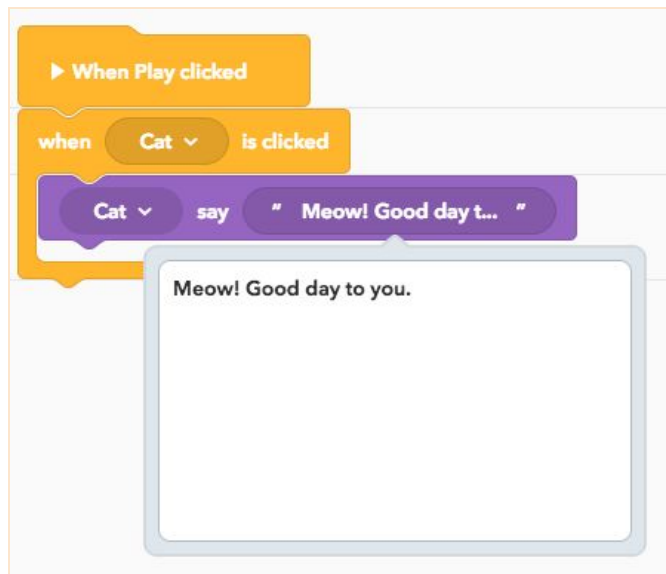 When Play clicked
when Cat is clicked
Cat say " Meow! Good day t... "
Meow! Good day to you.